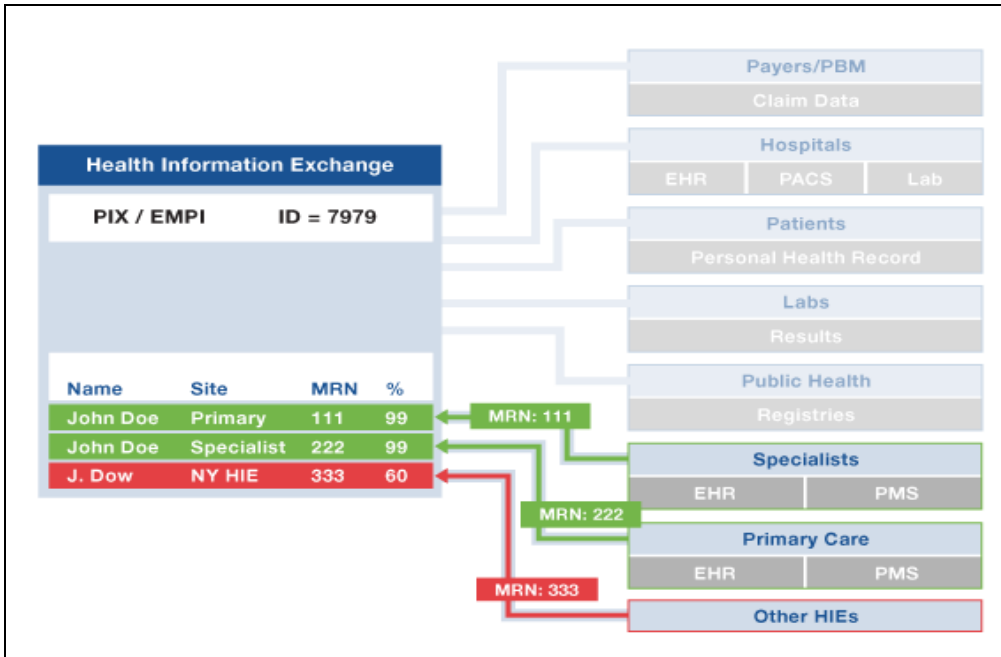 Health Information Exchange
PIX / EMPI ID = 7979
Name Site MRN %
John Doe Primary 111 99
John Doe Specialist 222 99
J. Dow NY HIE 333 60
MRN: 111
MRN: 222
MRN: 333
Payers/PBM
Claim Data
Hospitals
EHR PACS Lab
Patients
Personal Health Record
Labs
Results
Public Health
Registries
Specialists
EHR PMS
Primary Care
EHR PMS
Other HIEs